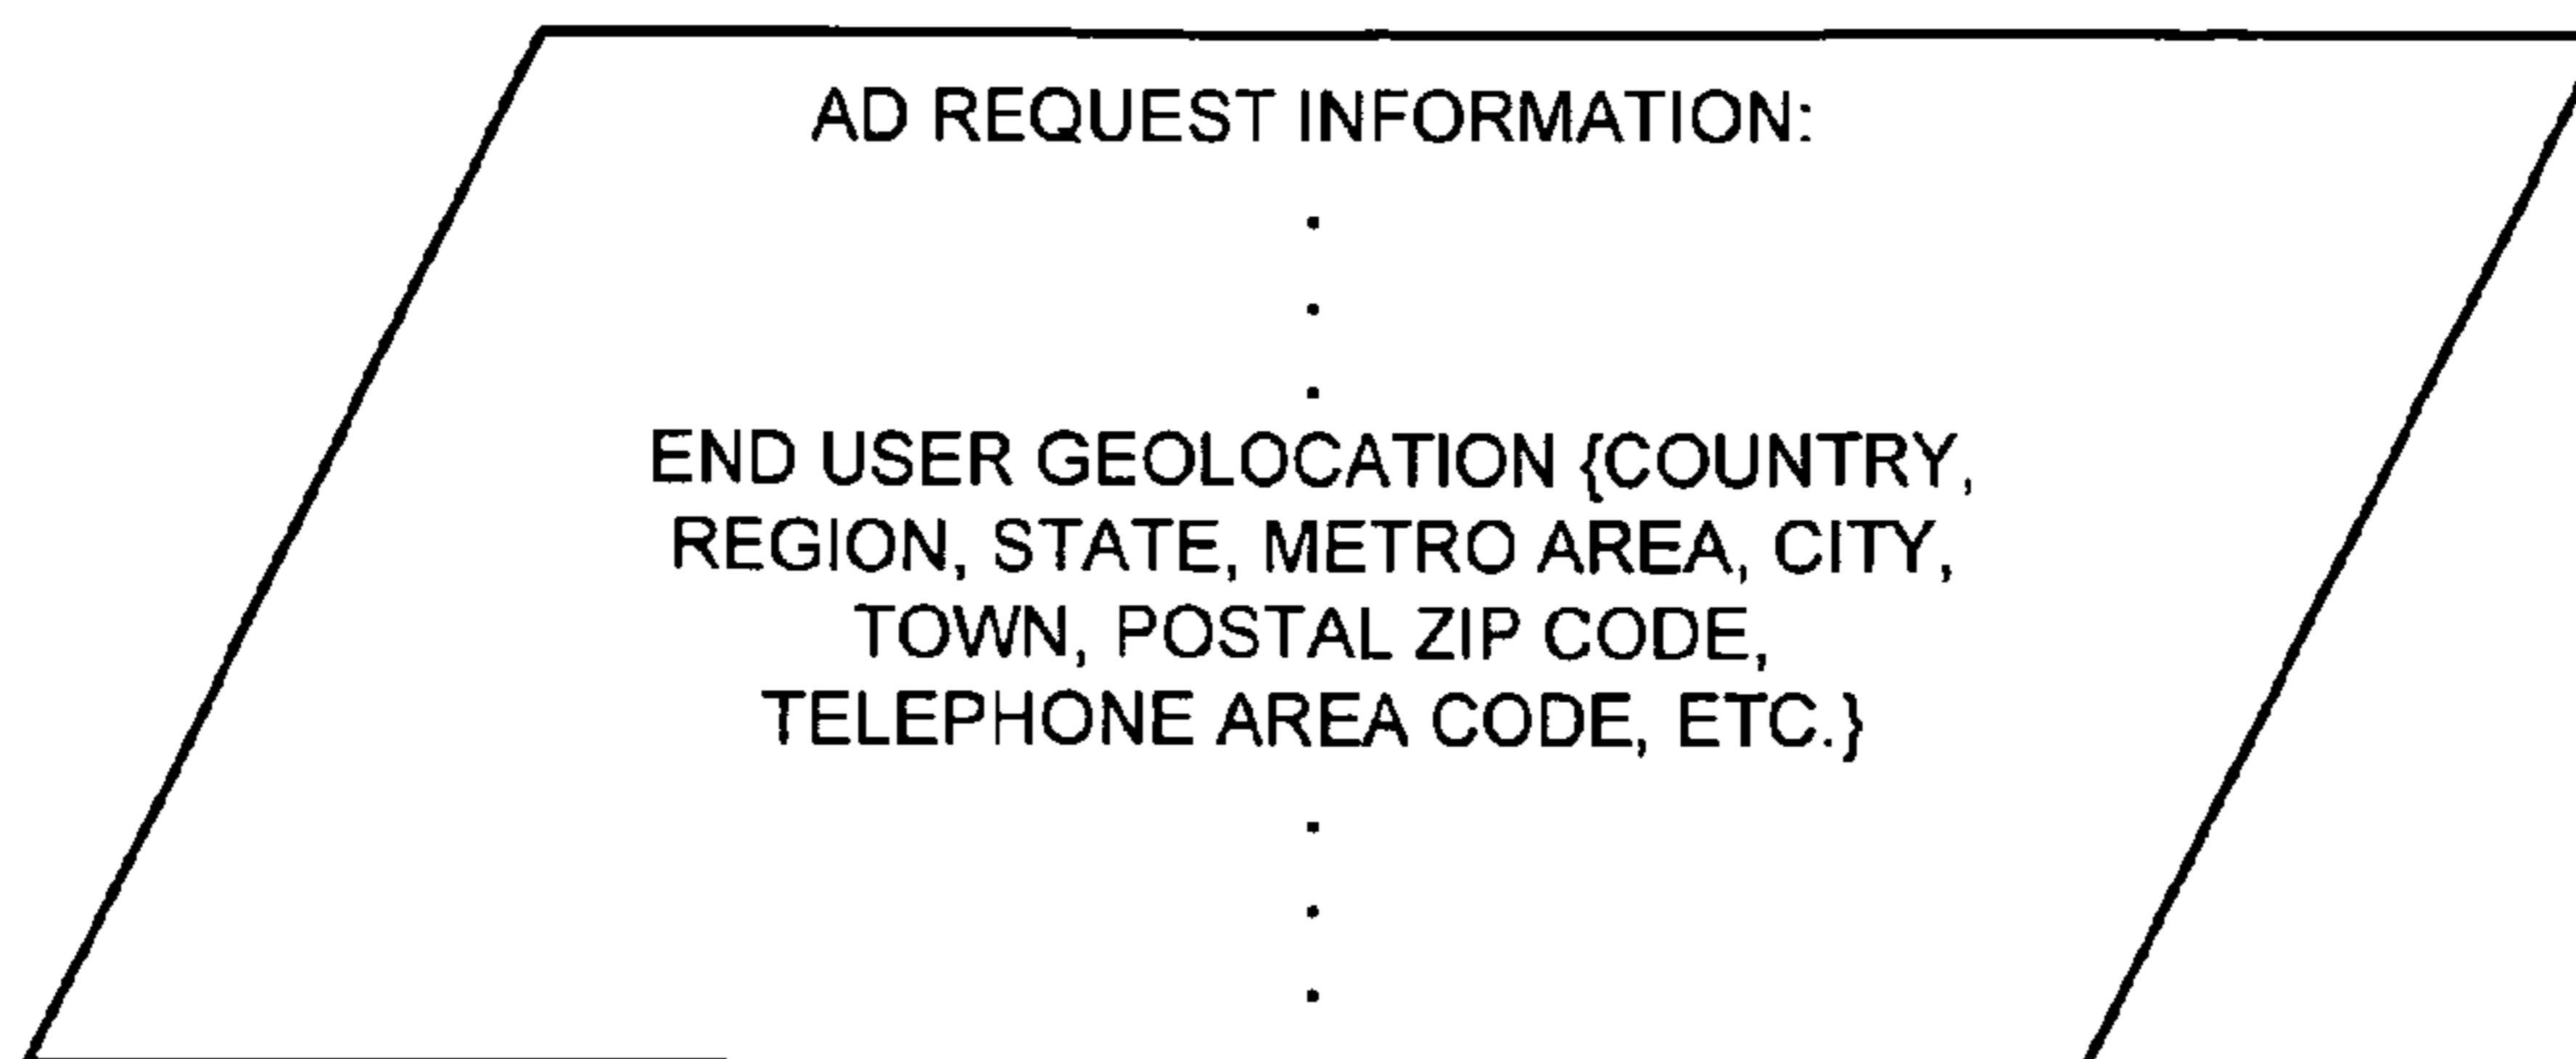 AD REQUEST INFORMATION:
.
.
.
END USER GEOLOCATION {COUNTRY,
REGION, STATE, METRO AREA, CITY,
TOWN, POSTAL ZIP CODE,
TELEPHONE AREA CODE, ETC.}
.
.
.